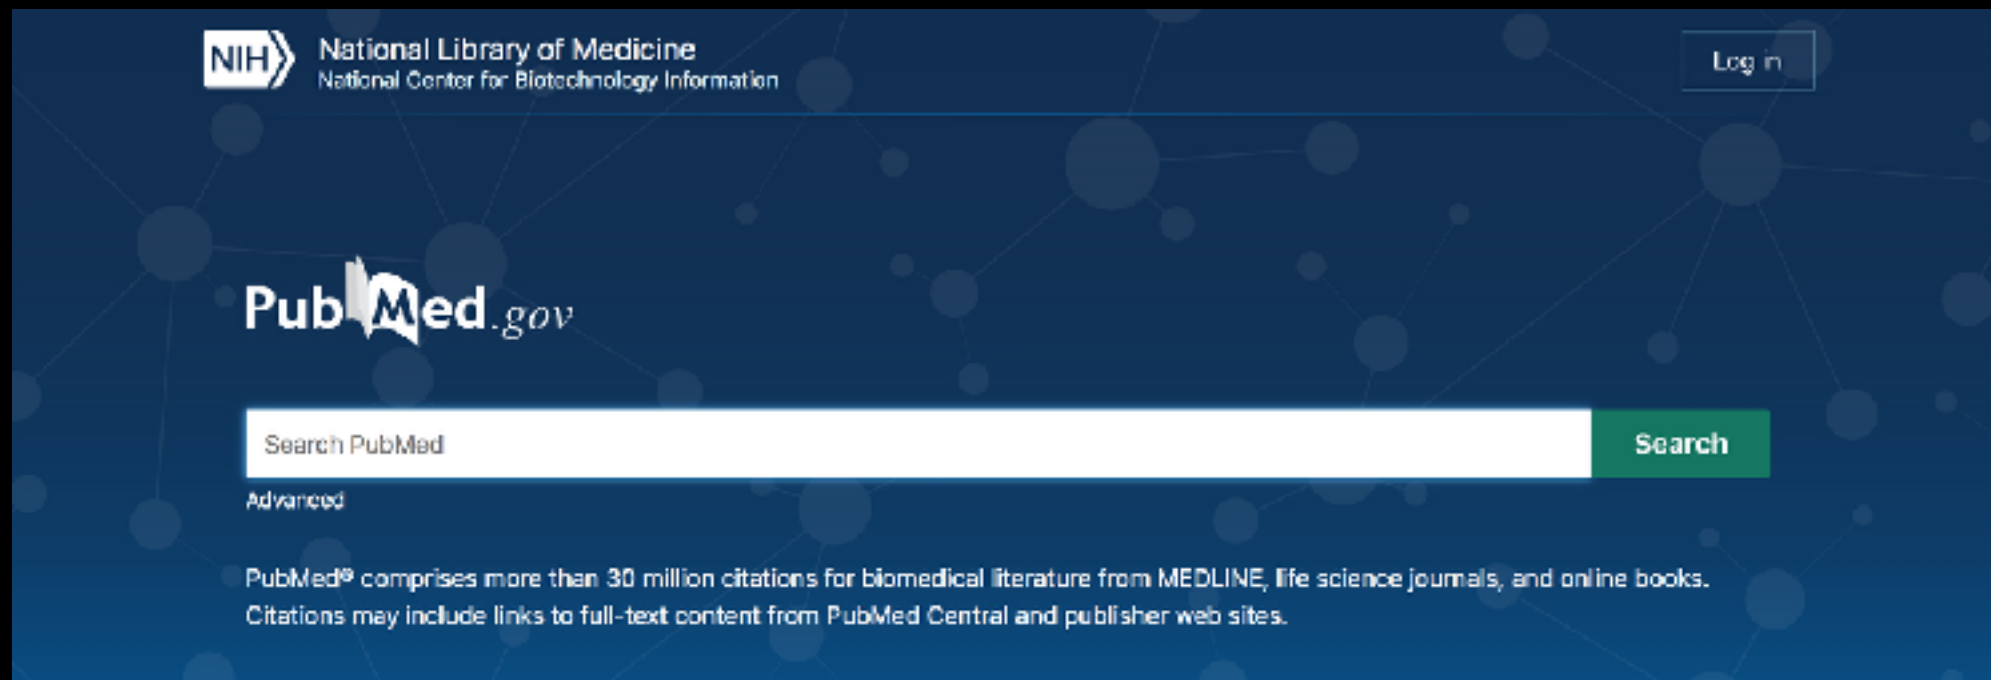 NIH National Library of Medicine
National Center for Biotechnology Information
Log in
PubMed.gov
Search PubMed
Search
Advanced
PubMed® comprises more than 30 million citations for biomedical literature from MEDLINE, life science journals, and online books.
Citations may include links to full-text content from PubMed Central and publisher web sites.